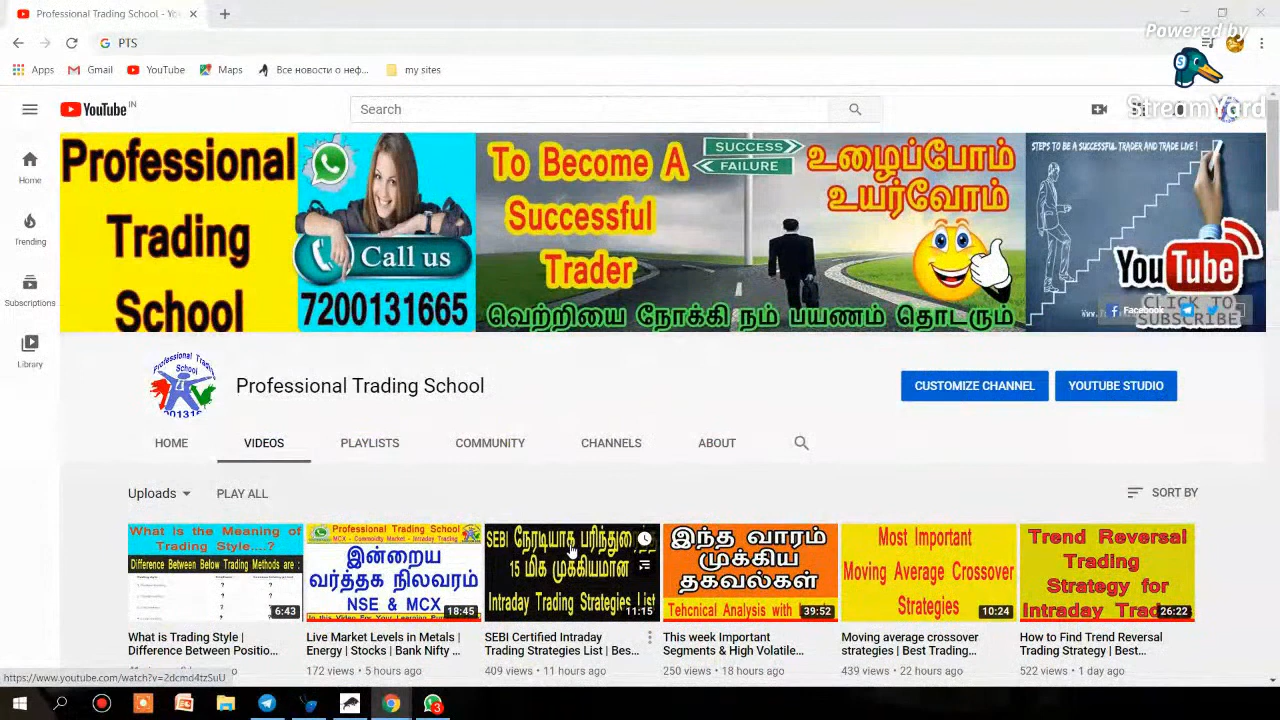 Professional Trading School - Yo
PTS
Powered by
Apps
Gmail
YouTube
Maps
Все новости о неф...
my sites
StreamYard
YouTube IN
Search
Professional
Trading
School
Call us
7200131665
To Become A
Successful
Trader
SUCCESS
FAILURE
உழைப்போம்
உயர்வோம்
வெற்றியை நோக்கி நம் பயணம் தொடரும்
STEPS TO BE A SUCCESSFUL TRADER AND TRADE LIVE !
YouTube
Facebook
CLICK TO
SUBSCRIBE
Home
Trending
Subscriptions
Library
Professional Trading School
CUSTOMIZE CHANNEL
YOUTUBE STUDIO
HOME
VIDEOS
PLAYLISTS
COMMUNITY
CHANNELS
ABOUT
Uploads
PLAY ALL
SORT BY
What is the Meaning of
Trading Style....?
Difference Between Below Trading Methods are :
6:43
Professional Trading School
MCX - Commodity Market - Intraday Trading
இன்றைய
வர்த்தக நிலவரம்
NSE & MCX
18:45
SEBI நேரடியாக
15 மிக முக்கியமான
Intraday Trading Strategies List
11:15
இந்த வாரம்
முக்கிய
தகவல்கள்
Tehcnical Analysis with
39:52
Most Important
Moving Average Crossover
Strategies
10:24
Trend Reversal
Trading
Strategy for
26:22
What is Trading Style |
Difference Between Positio...
Live Market Levels in Metals |
Energy | Stocks | Bank Nifty ...
172 views • 5 hours ago
SEBI Certified Intraday
Trading Strategies List | Bes...
409 views • 11 hours ago
This week Important
Segments & High Volatile...
250 views • 18 hours ago
Moving average crossover
strategies | Best Trading...
439 views • 22 hours ago
How to Find Trend Reversal
Trading Strategy | Best...
522 views • 1 day ago
https://www.youtube.com/watch?v=2dcmd4tzSuU
3